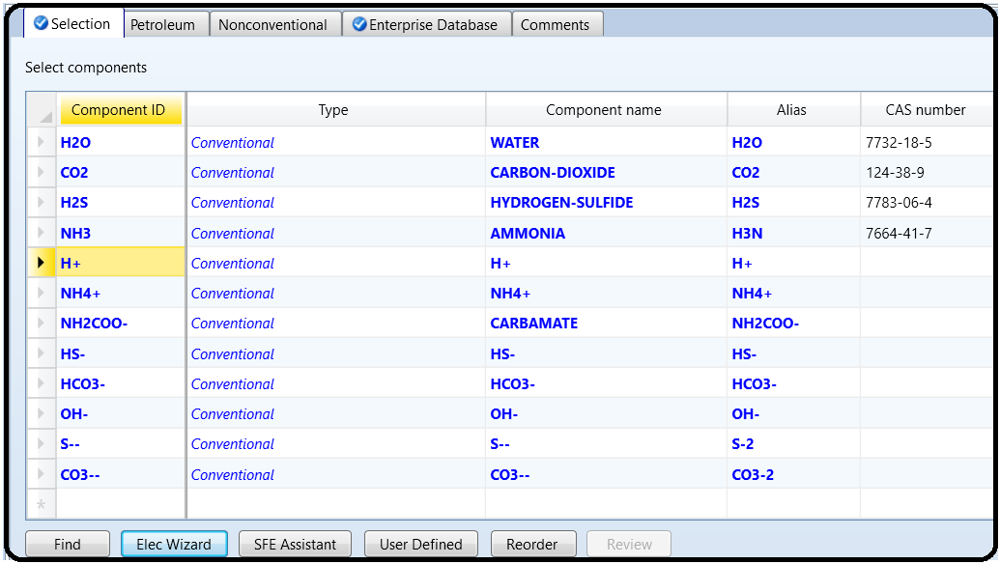 Selection Petroleum Nonconventional Enterprise Database Comments
Select components
Component ID Type Component name Alias CAS number
H2O Conventional WATER H2O 7732-18-5
CO2 Conventional CARBON-DIOXIDE CO2 124-38-9
H2S Conventional HYDROGEN-SULFIDE H2S 7783-06-4
NH3 Conventional AMMONIA H3N 7664-41-7
H+ Conventional H+ H+
NH4+ Conventional NH4+ NH4+
NH2COO- Conventional CARBAMATE NH2COO-
HS- Conventional HS- HS-
HCO3- Conventional HCO3- HCO3-
OH- Conventional OH- OH-
S-- Conventional S-- S-2
CO3-- Conventional CO3-- CO3-2
*
Find Elec Wizard SFE Assistant User Defined Reorder Review